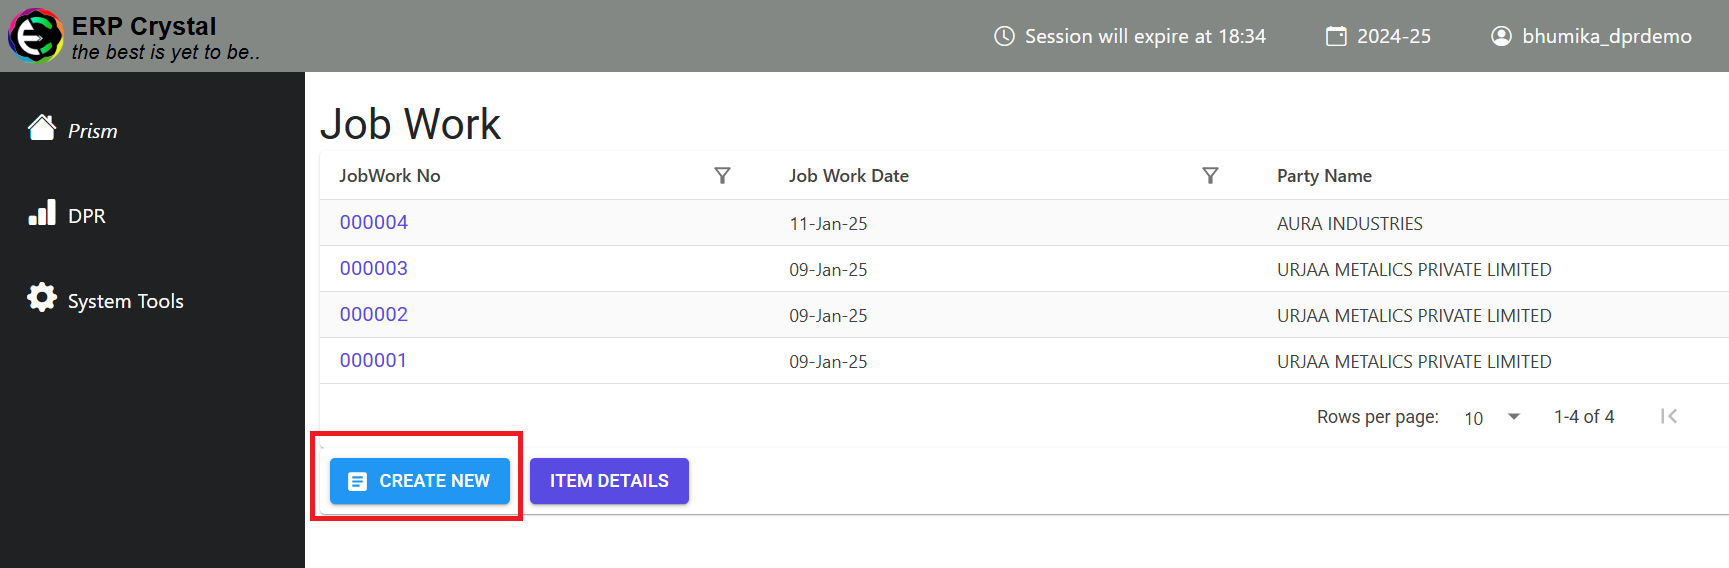 ERP Crystal
the best is yet to be..
Session will expire at 18:34
2024-25
bhumika_dprdemo
Prism
DPR
System Tools
Job Work
JobWork No Job Work Date Party Name
000004 11-Jan-25 AURA INDUSTRIES
000003 09-Jan-25 URJAA METALICS PRIVATE LIMITED
000002 09-Jan-25 URJAA METALICS PRIVATE LIMITED
000001 09-Jan-25 URJAA METALICS PRIVATE LIMITED
Rows per page: 10 1-4 of 4
CREATE NEW ITEM DETAILS